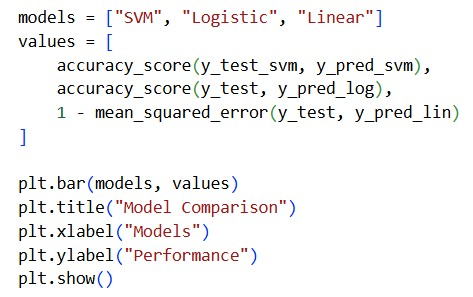 models = ["SVM", "Logistic", "Linear"]
values = [
    accuracy_score(y_test_svm, y_pred_svm),
    accuracy_score(y_test, y_pred_log),
    1 - mean_squared_error(y_test, y_pred_lin)
]

plt.bar(models, values)
plt.title("Model Comparison")
plt.xlabel("Models")
plt.ylabel("Performance")
plt.show()